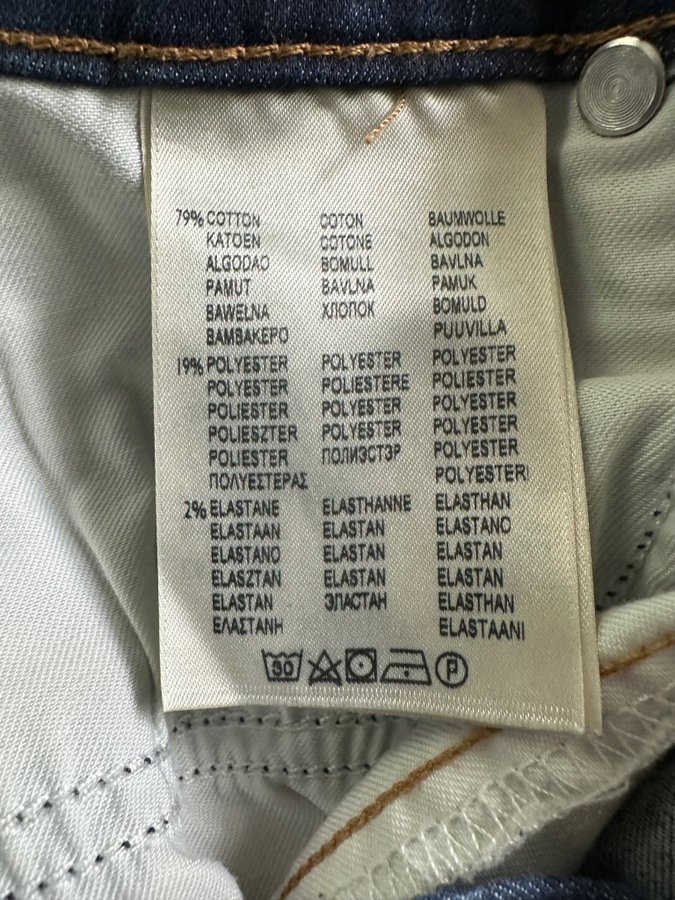 79% COTTON COTON BAUMWOLLE
KATOEN COTONE ALGODON
ALGODAO BOMULL BAVLNA
PAMUT BAVLNA PAMUK
BAWEŁNA ХЛОПОК BOMULD
ΒΑΜΒΑΚΕΡΟ PUUVILLA
19% POLYESTER POLYESTER POLYESTER
POLYESTER POLIESTERE POLIESTER
POLIESTER POLYESTER POLYESTER
POLIESZTER POLYESTER POLYESTER
POLIESTER ПОЛИЭСТЭР POLYESTER
ΠΟΛΥΕΣΤΕΡΑΣ POLYESTERI
2% ELASTANE ELASTHANNE ELASTHAN
ELASTAAN ELASTAN ELASTANO
ELASTANO ELASTAN ELASTAN
ELASZTAN ELASTAN ELASTAN
ELASTAN ЭЛАСТАН ELASTHAN
ΕΛΑΣΤΑΝΗ ELASTAANI
30 P